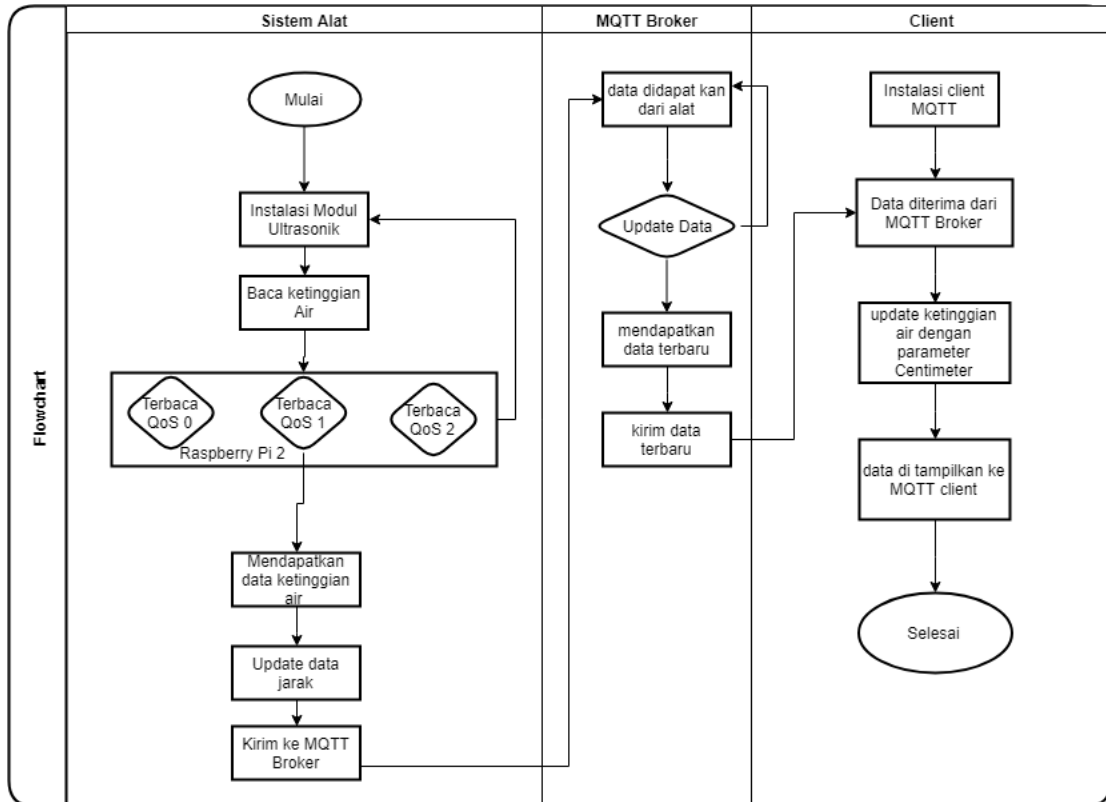 Sistem Alat
MQTT Broker
Client
Flowchart
Mulai
Instalasi Modul
Ultrasonik
Baca ketinggian
Air
Terbaca
QoS 0
Terbaca
QoS 1
Terbaca
QoS 2
Raspberry Pi 2
Mendapatkan
data ketinggian
air
Update data
jarak
Kirim ke MQTT
Broker
data didapat kan
dari alat
Update Data
mendapatkan
data terbaru
kirim data
terbaru
Instalasi client
MQTT
Data diterima dari
MQTT Broker
update ketinggian
air dengan
parameter
Centimeter
data di tampilkan ke
MQTT client
Selesai